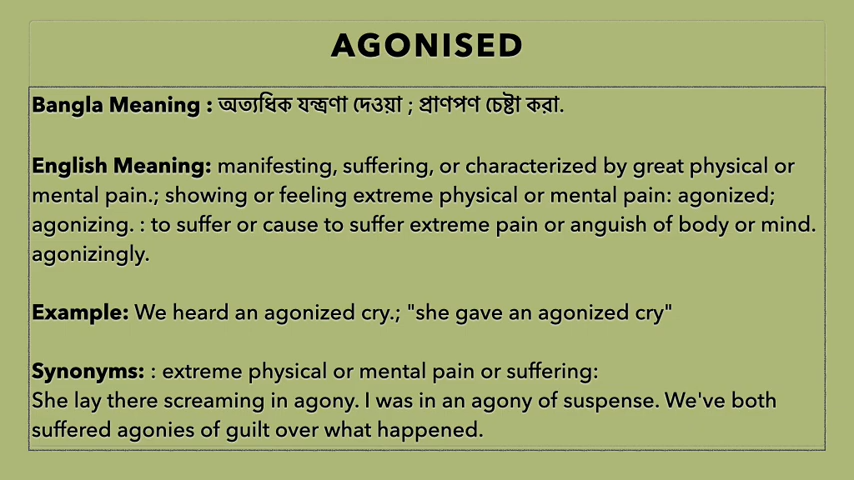 AGONISED
Bangla Meaning : অত্যধিক যন্ত্রণা দেওয়া ; প্রাণপণ চেষ্টা করা.
English Meaning: manifesting, suffering, or characterized by great physical or
mental pain.; showing or feeling extreme physical or mental pain: agonized;
agonizing. : to suffer or cause to suffer extreme pain or anguish of body or mind.
agonizingly.
Example: We heard an agonized cry.; "she gave an agonized cry"
Synonyms: : extreme physical or mental pain or suffering:
She lay there screaming in agony. I was in an agony of suspense. We've both
suffered agonies of guilt over what happened.